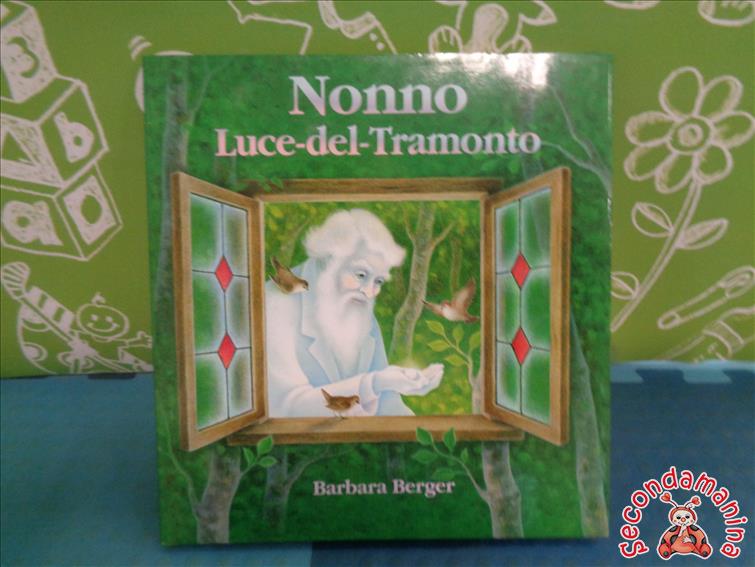 Nonno
Luce-del-Tramonto
Barbara Berger
Secondamanina